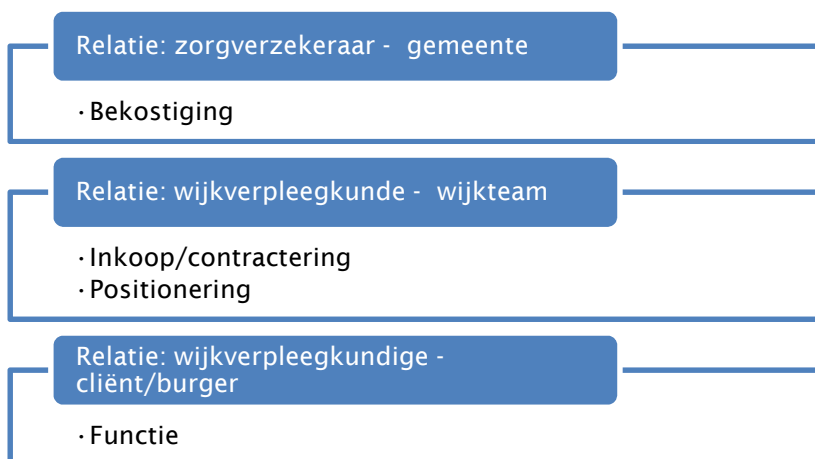 Relatie: zorgverzekeraar - gemeente
·Bekostiging
Relatie: wijkverpleegkunde - wijkteam
·Inkoop/contractering
·Positionering
Relatie: wijkverpleegkundige -
cliënt/burger
·Functie